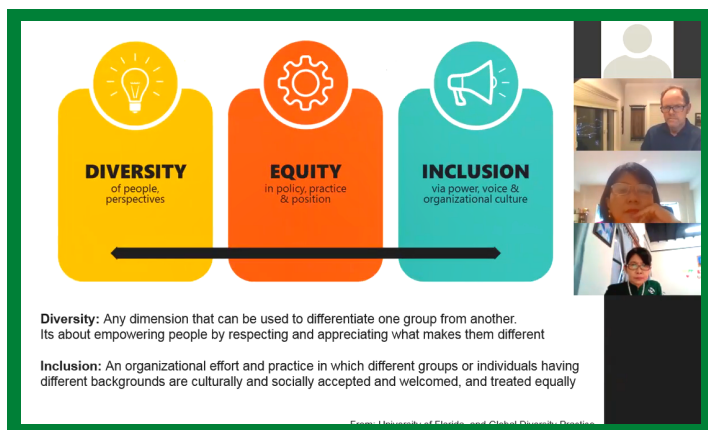 DIVERSITY
of people,
perspectives
EQUITY
in policy, practice
& position
INCLUSION
via power, voice &
organizational culture
Diversity: Any dimension that can be used to differentiate one group from another.
Its about empowering people by respecting and appreciating what makes them different
Inclusion: An organizational effort and practice in which different groups or individuals having
different backgrounds are culturally and socially accepted and welcomed, and treated equally
From: University of Florida, and Global Diversity Practice